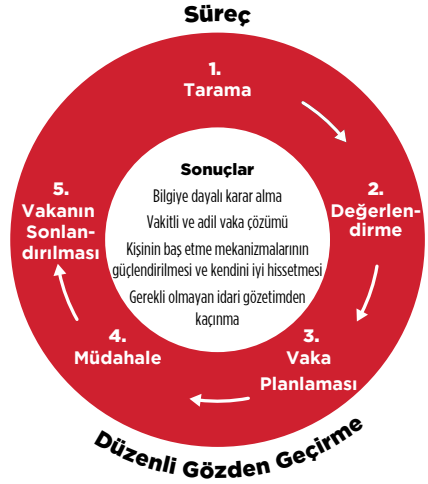 Süreç
1.
Tarama
2.
Değerlen-
dirme
3.
Vaka
Planlaması
4.
Müdahale
5.
Vakanın
Sonlan-
dırılması
Sonuçlar
Bilgiye dayalı karar alma
Vakitli ve adil vaka çözümü
Kişinin baş etme mekanizmalarının
güçlendirilmesi ve kendini iyi hissetmesi
Gerekli olmayan idari gözetimden
kaçınma
Düzenli Gözden Geçirme